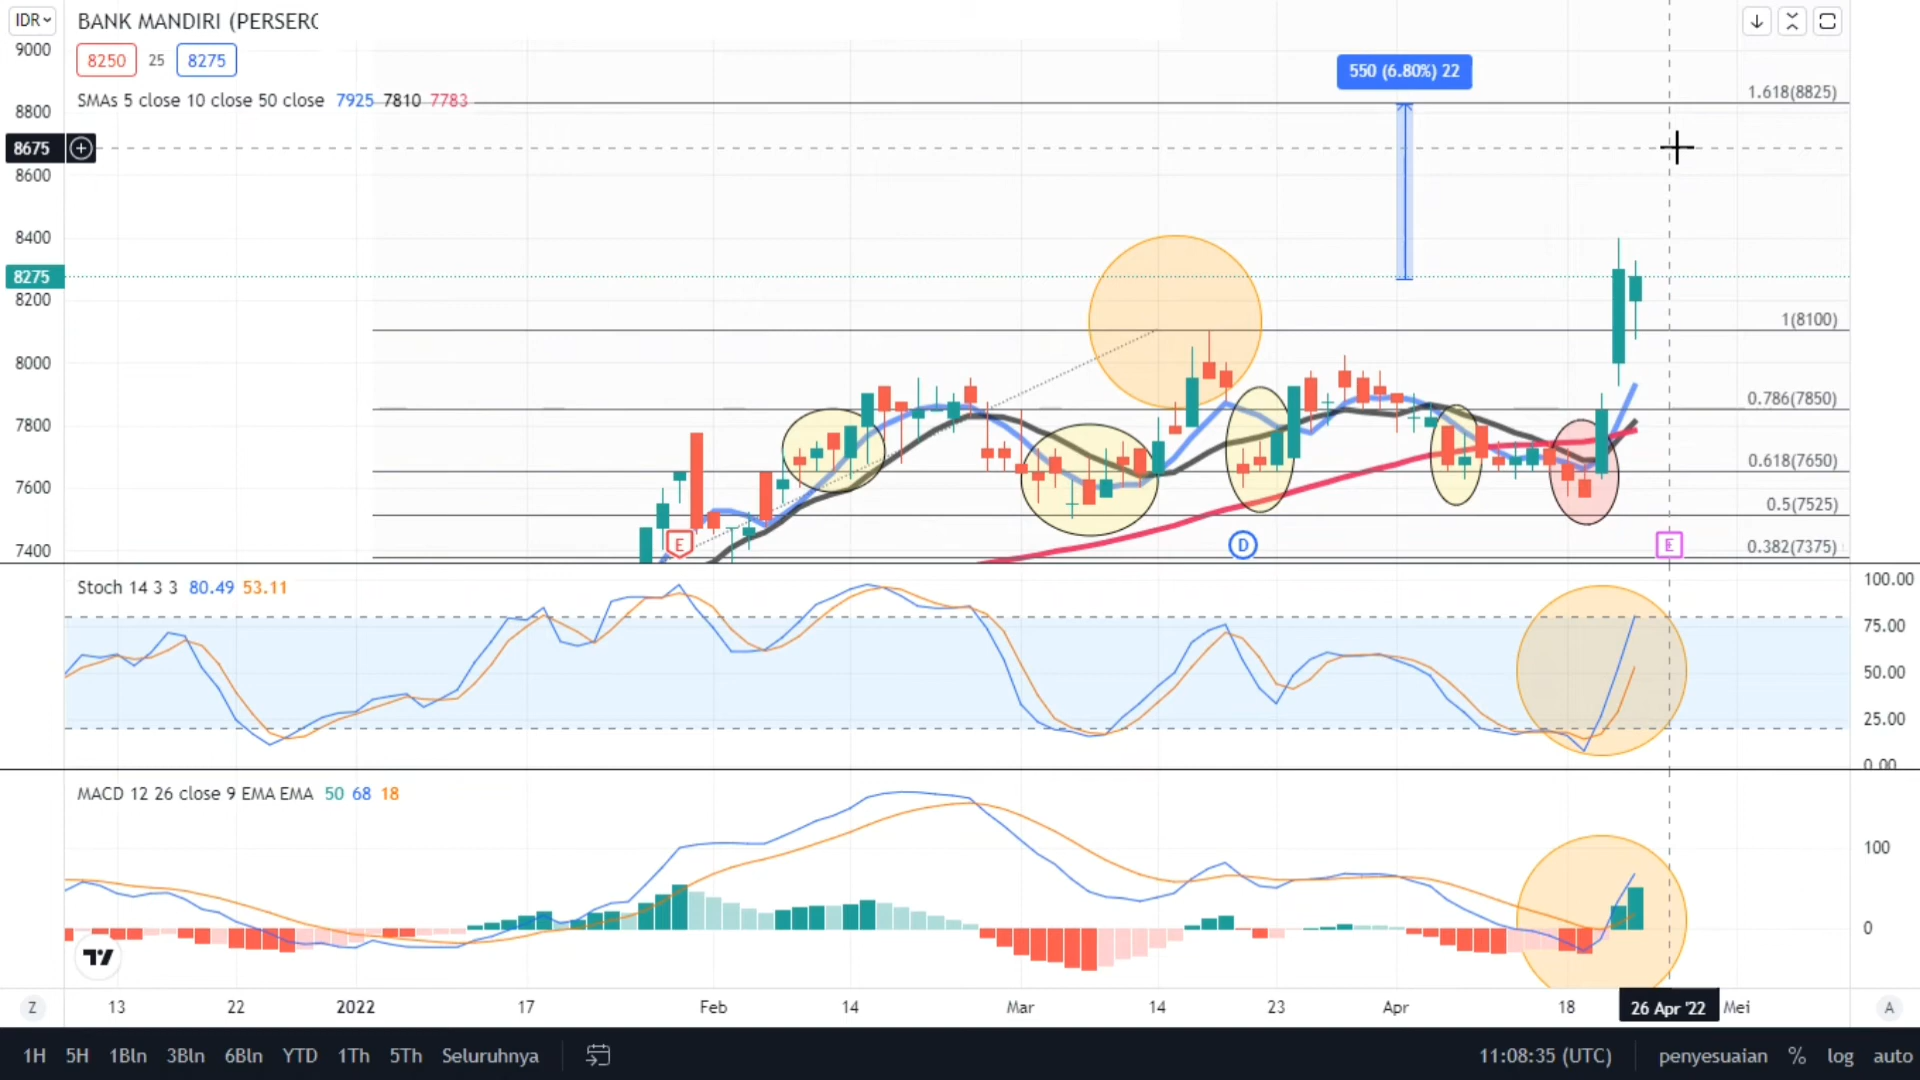 IDR
BANK MANDIRI (PERSERO
9000
8250 25 8275
550 (6.80%) 22
SMAs 5 close 10 close 50 close 7925 7810 7783
1.618(8825)
8800
8675
8600
8400
8275
8200
1(8100)
8000
0.786(7850)
7800
0.618(7650)
7600
0.5(7525)
E
D
E
0.382(7375)
7400
Stoch 14 3 3 80.49 53.11
100.00
75.00
50.00
25.00
0.00
MACD 12 26 close 9 EMA EMA 50 68 18
100
0
Z 13 22 2022 17 Feb 14 Mar 14 23 Apr 18 26 Apr '22 Mei A
1H 5H 1Bln 3Bln 6Bln YTD 1Th 5Th Seluruhnya 11:08:35 (UTC) penyesuaian % log auto